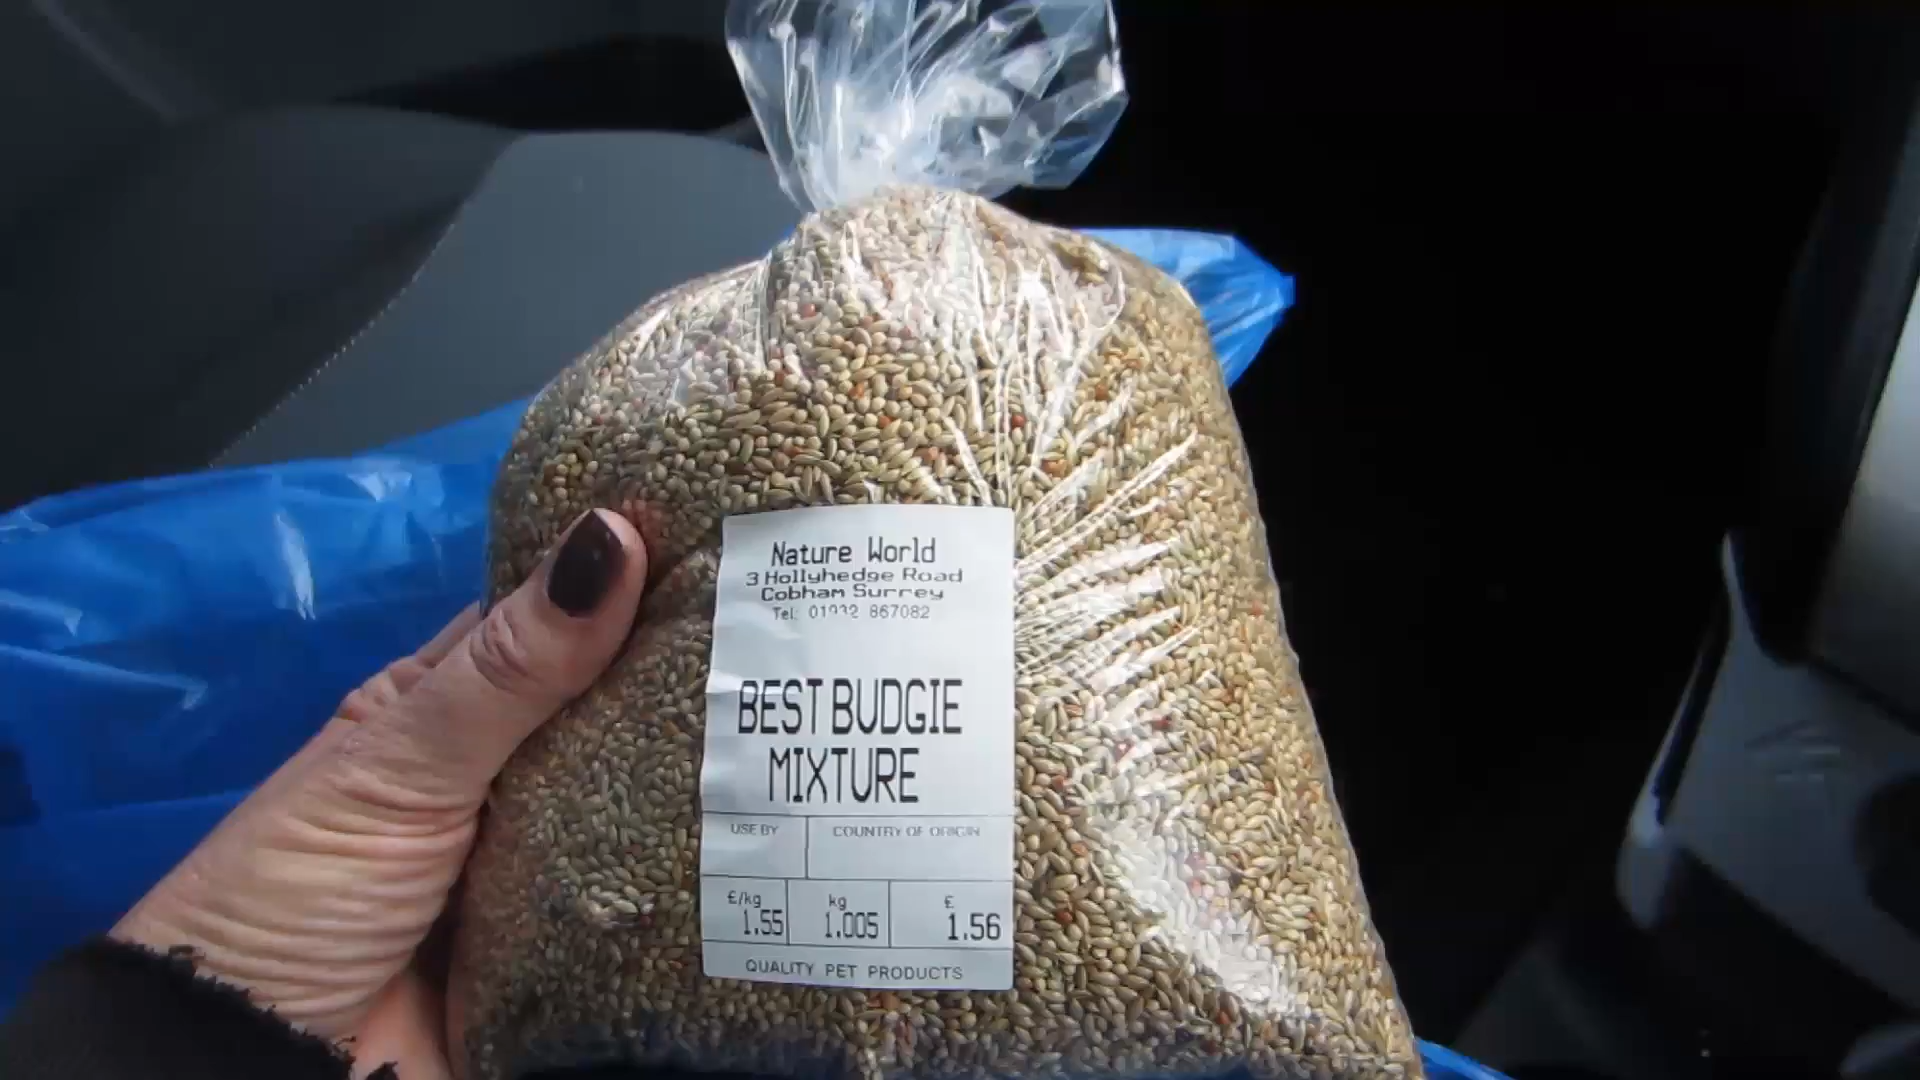 Nature World
3 Hollyhedge Road
Cobham Surrey
Tel: 01932 867082
BEST BUDGIE
MIXTURE
USE BY COUNTRY OF ORIGIN
£/kg kg £
1.55 1.005 1.56
QUALITY PET PRODUCTS